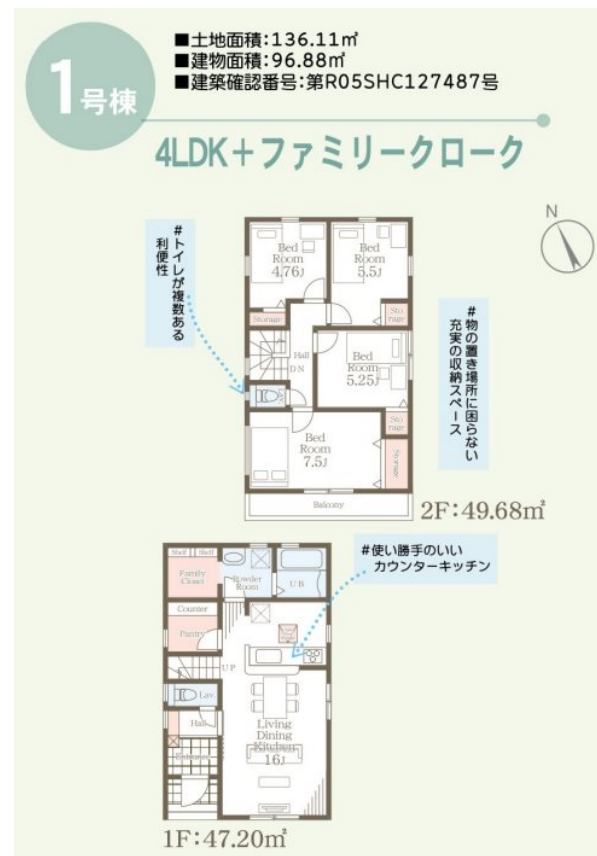 1号棟
■土地面積:136.11㎡
■建物面積:96.88㎡
■建築確認番号:第R05SHC127487号
4LDK+ファミリークローク
N
#トイレが複数ある
利便性
Bed
Room
4.76J
Bed
Room
5.5J
Storage
Sto
rage
Hall
DN
Bed
Room
5.25J
Sto
rage
Bed
Room
7.5J
Storage
Balcony
#物の置き場所に困らない
充実の収納スペース
2F:49.68㎡
#使い勝手のいい
カウンターキッチン
Shelf
Shelf
Family
Closet
Powder
Room
UB
Counter
Pantry
UP
Lav.
Hall
Entrance
Living
Dining
Kitchen
16J
1F:47.20㎡